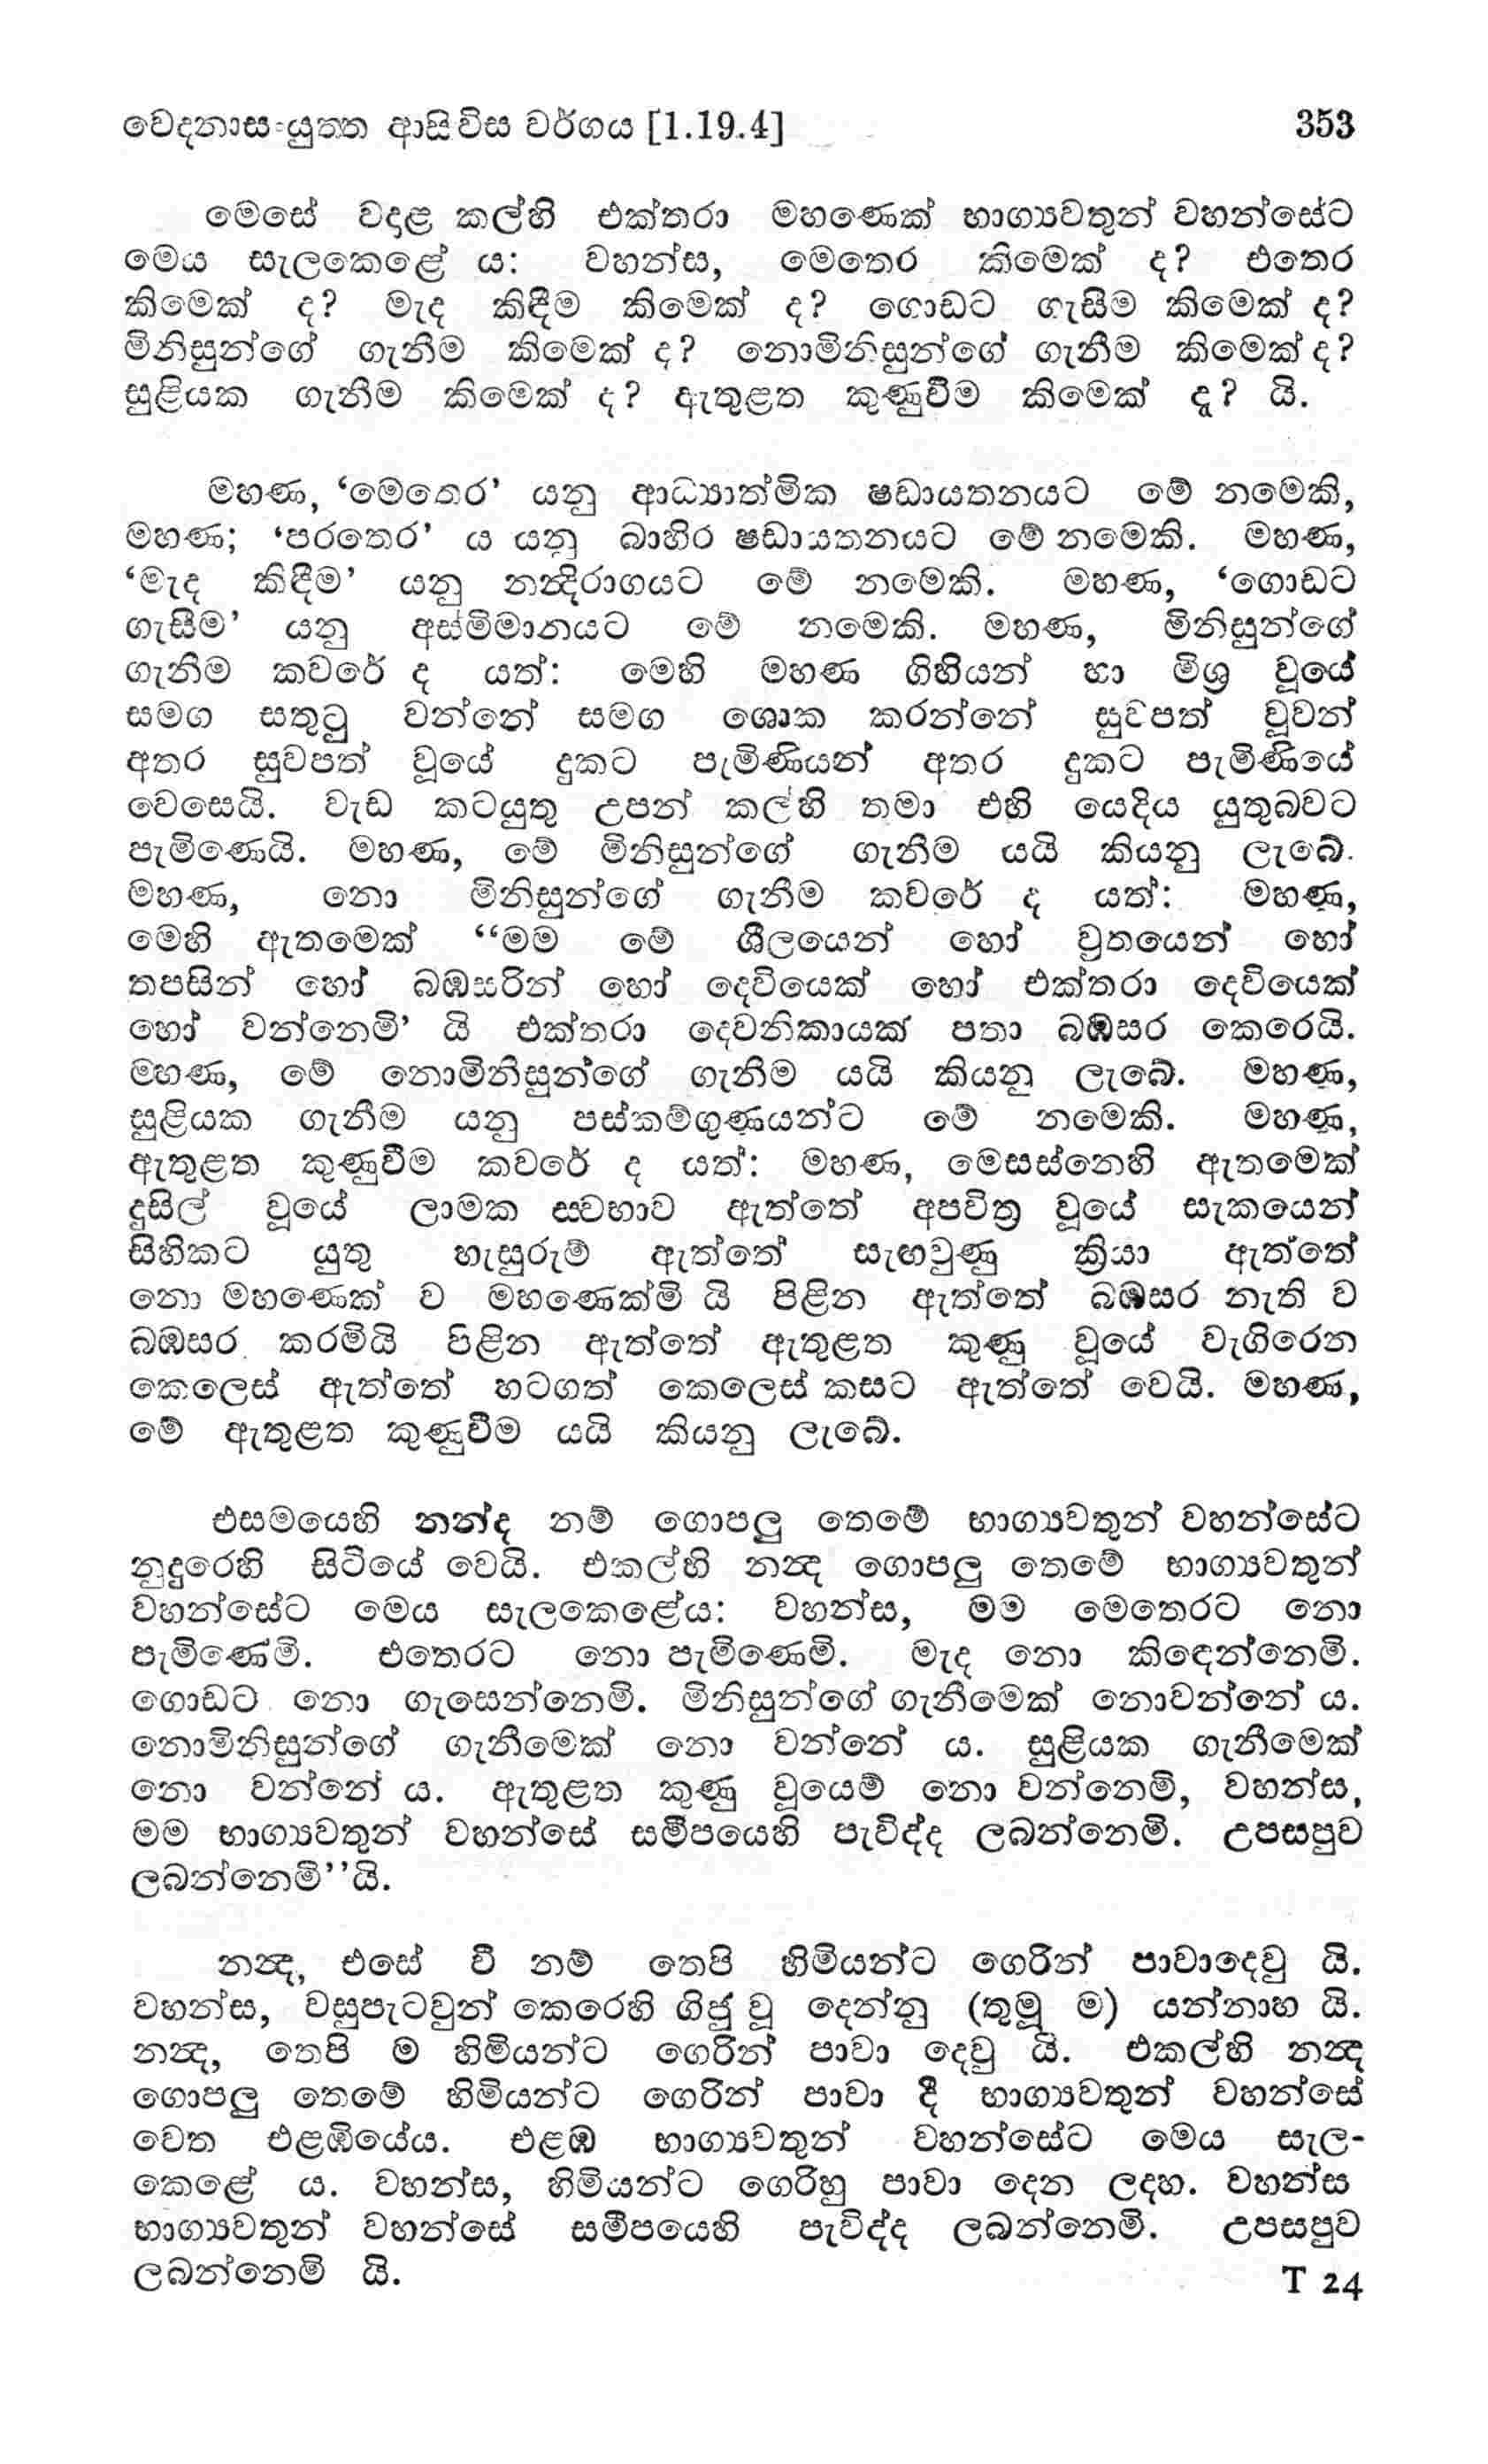 වෙදනාසංයුත්ත ආසිවිස වර්ගය [1.19.4] 353
මෙසේ වදළ කල්හි එක්තරා මහණෙක් භාග්‍යවතුන් වහන්සේට
මෙය සැලකෙළේ ය: වහන්ස, මෙතෙර කිමෙක් ද? එතෙර
කිමෙක් ද? මැද කිඳීම කිමෙක් ද? ගොඩට ගැසීම කිමෙක් ද?
මිනිසුන්ගේ ගැනීම කිමෙක් ද? නොමිනිසුන්ගේ ගැනීම කිමෙක් ද?
සුළියක ගැනීම කිමෙක් ද? ඇතුළත කුණුවීම කිමෙක් දැ? යි.
මහණ, ‘මෙතෙර’ යනු ආධ්‍යාත්මික ෂඩායතනයට මේ නමෙකි,
මහණ; ‘පරතෙර’ ය යනු බාහිර ෂඩායතනයට මේ නමෙකි. මහණ,
‘මැද කිඳීම’ යනු නන්‍දිරාගයට මේ නමෙකි. මහණ, ‘ගොඩට
ගැසීම’ යනු අස්මිමානයට මේ නමෙකි. මහණ, මිනිසුන්ගේ
ගැනීම කවරේ ද යත්: මෙහි මහණ ගිහියන් හා මිශ්‍ර වූයේ
සමග සතුටු වන්නේ සමග ශොක කරන්නේ සුවපත් වූවන්
අතර සුවපත් වූයේ දුකට පැමිණියන් අතර දුකට පැමිණියේ
වෙසෙයි. වැඩ කටයුතු උපන් කල්හි තමා එහි යෙදිය යුතුබවට
පැමිණෙයි. මහණ, මේ මිනිසුන්ගේ ගැනීම යයි කියනු ලැබේ.
මහණ, නො මිනිසුන්ගේ ගැනීම කවරේ ද යත්: මහණ,
මෙහි ඇතමෙක් “මම මේ ශීලයෙන් හෝ ව්‍රතයෙන් හෝ
තපසින් හෝ බඹසරින් හෝ දෙවියෙක් හෝ එක්තරා දෙවියෙක්
හෝ වන්නෙමි’ යි එක්තරා දෙවනිකායක් පතා බඹසර කෙරෙයි.
මහණ, මේ නොමිනිසුන්ගේ ගැනීම යයි කියනු ලැබේ. මහණ,
සුළියක ගැනීම යනු පස්කම්ගුණයන්ට මේ නමෙකි. මහණ,
ඇතුළත කුණුවීම කවරේ ද යත්: මහණ, මෙසස්නෙහි ඇතමෙක්
දුසිල් වූයේ ලාමක ස්වභාව ඇත්තේ අපවිත්‍ර වූයේ සැකයෙන්
සිහිකට යුතු හැසුරුම් ඇත්තේ සැඟවුණු ක්‍රියා ඇත්තේ
නො මහණෙක් ව මහණෙක්මි යි පිළින ඇත්තේ බඹසර නැති ව
බඹසර කරමියි පිළින ඇත්තේ ඇතුළත කුණු වූයේ වැගිරෙන
කෙලෙස් ඇත්තේ හටගත් කෙලෙස් කසට ඇත්තේ වෙයි. මහණ,
මේ ඇතුළත කුණුවීම යයි කියනු ලැබේ.
එසමයෙහි නන්ද නම් ගොපලු තෙමේ භාග්‍යවතුන් වහන්සේට
නුදුරෙහි සිටියේ වෙයි. එකල්හි නන්‍ද ගොපලු තෙමේ භාග්‍යවතුන්
වහන්සේට මෙය සැලකෙළේය: වහන්ස, මම මෙතෙරට නො
පැමිණෙමි. එතෙරට නො පැමිණෙමි. මැද නො කිඳෙන්නෙමි.
ගොඩට නො ගැසෙන්නෙමි. මිනිසුන්ගේ ගැනීමෙක් නොවන්නේ ය.
නොමිනිසුන්ගේ ගැනීමෙක් නො වන්නේ ය. සුළියක ගැනීමෙක්
නො වන්නේ ය. ඇතුළත කුණු වූයෙම් නො වන්නෙමි, වහන්ස,
මම භාග්‍යවතුන් වහන්සේ සමීපයෙහි පැවිද්ද ලබන්නෙමි. උපසපුව
ලබන්නෙමි’’යි.
නන්‍ද, එසේ වී නම් තෙපි හිමියන්ට ගෙරින් පාවාදෙවු යි.
වහන්ස, වසුපැටවුන් කෙරෙහි ගිජු වූ දෙන්නු (තුමූ ම) යන්නාහ යි.
නන්‍ද, තෙපි ම හිමියන්ට ගෙරින් පාවා දෙවු යි. එකල්හි නන්‍ද
ගොපලු තෙමේ හිමියන්ට ගෙරින් පාවා දී භාග්‍යවතුන් වහන්සේ
වෙත එළඹියේය. එළඹ භාග්‍යවතුන් වහන්සේට මෙය සැල-
කෙළේ ය. වහන්ස, හිමියන්ට ගෙරිහු පාවා දෙන ලදහ. වහන්ස
භාග්‍යවතුන් වහන්සේ සමීපයෙහි පැවිද්ද ලබන්නෙමි. උපසපුව
ලබන්නෙමි යි. T 24